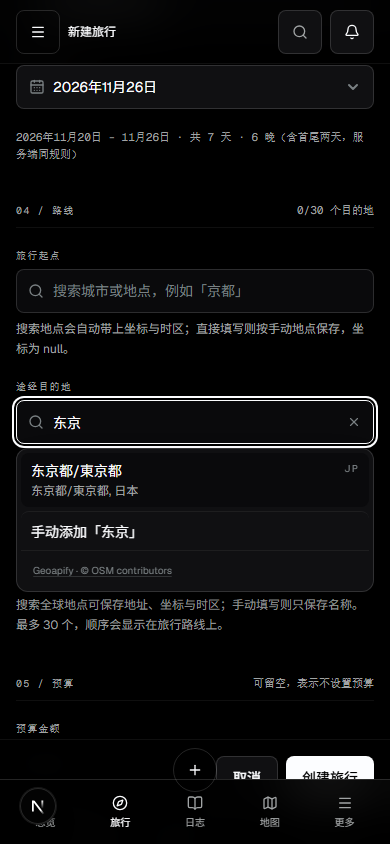 新建旅行
2026年11月26日
2026年11月20日 – 11月26日 · 共 7 天 · 6 晚（含首尾两天，服
务端同规则）
04 / 路线
0/30 个目的地
旅行起点
搜索城市或地点，例如「京都」
搜索地点会自动带上坐标与时区；直接填写则按手动地点保存，坐
标为 null。
途经目的地
东京
东京都/東京都
JP
东京都/東京都, 日本
手动添加「东京」
Geoapify · © OSM contributors
搜索全球地点可保存地址、坐标与时区；手动填写则只保存名称。
最多 30 个，顺序会显示在旅行路线上。
05 / 预算
可留空，表示不设置预算
预算金额
取消
创建旅行
N
旅行
日志
地图
更多